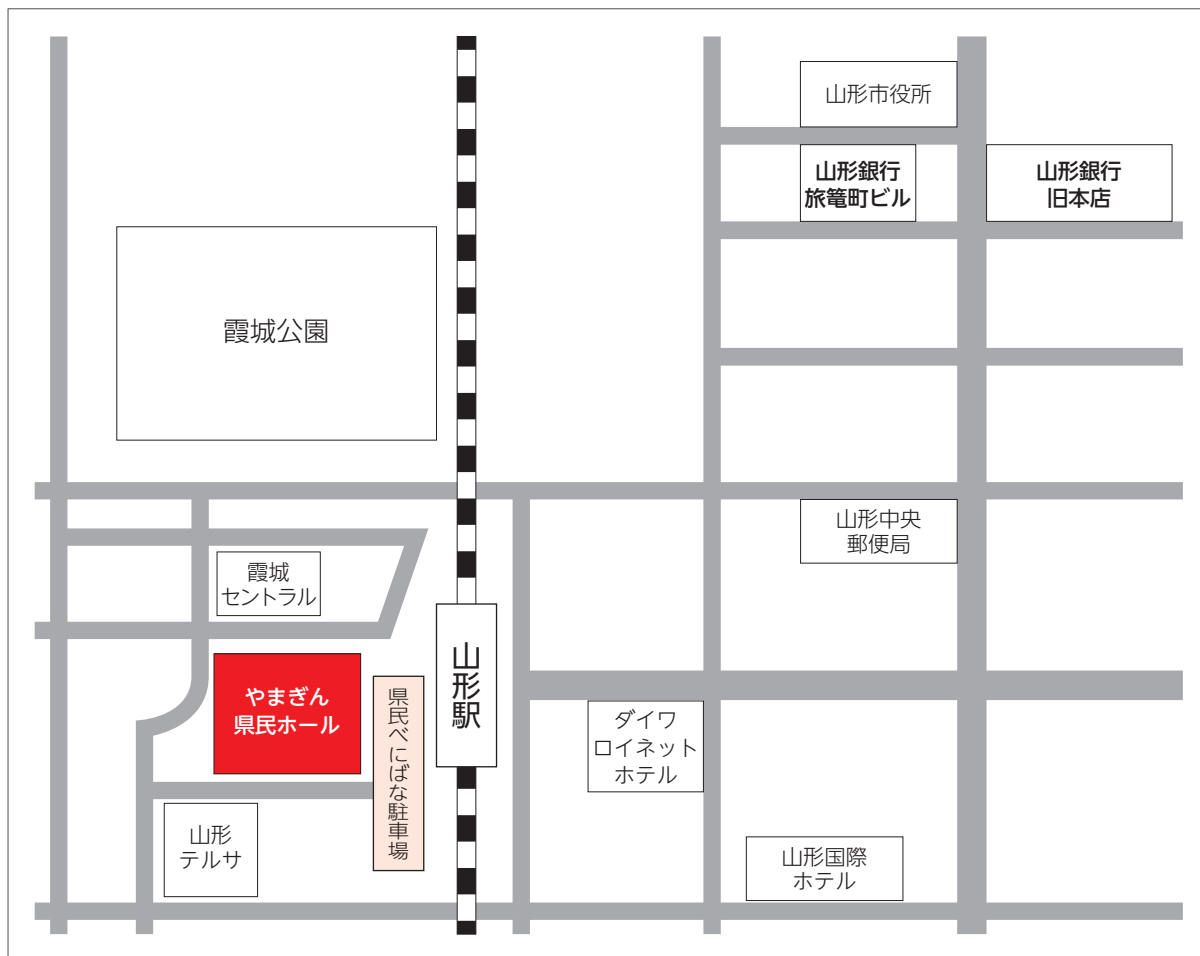 山形市役所
山形銀行
旅篭町ビル
山形銀行
旧本店
霞城公園
山形中央
郵便局
霞城
セントラル
山形駅
やまぎん
県民ホール
県民べにばな駐車場
ダイワ
ロイネット
ホテル
山形
テルサ
山形国際
ホテル